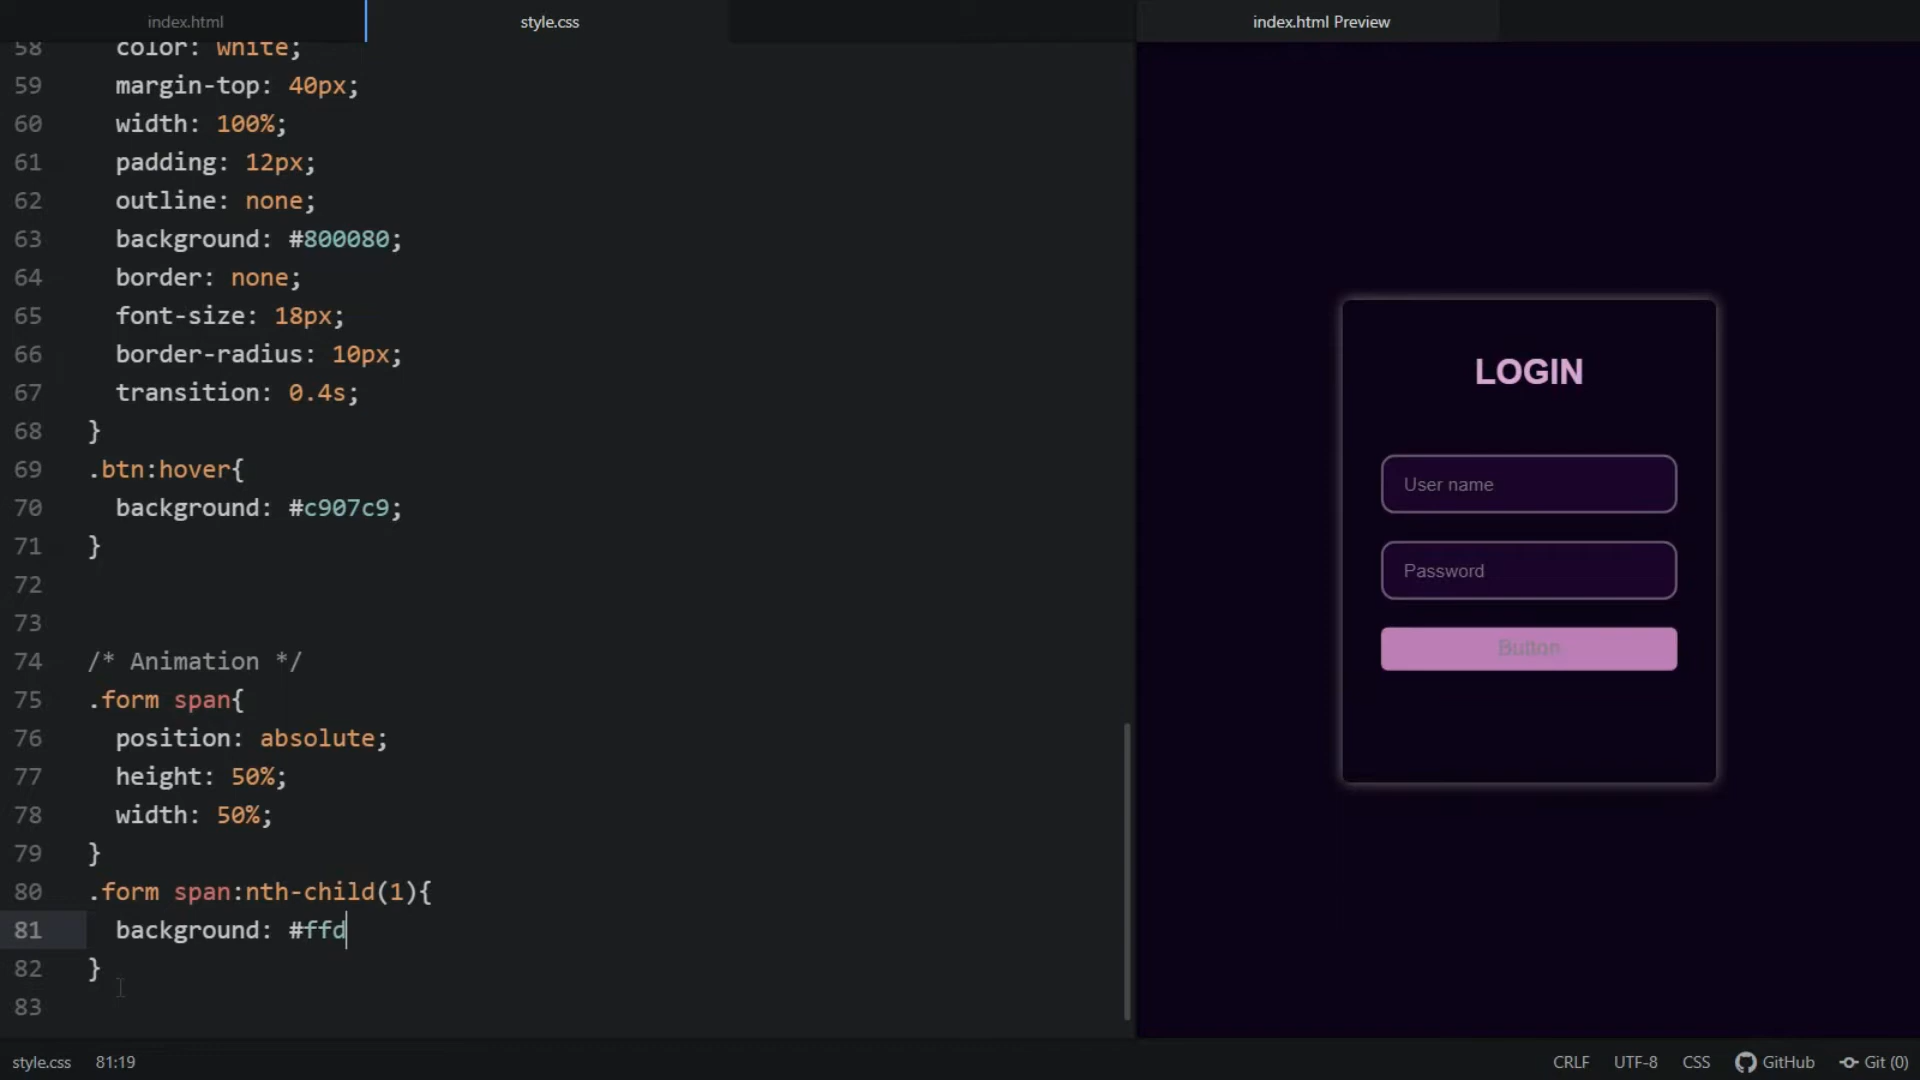 index.html
style.css
index.html Preview
58 color: white;
59 margin-top: 40px;
60 width: 100%;
61 padding: 12px;
62 outline: none;
63 background: #800080;
64 border: none;
65 font-size: 18px;
66 border-radius: 10px;
67 transition: 0.4s;
68 }
69 .btn:hover{
70 background: #c907c9;
71 }
72
73
74 /* Animation */
75 .form span{
76 position: absolute;
77 height: 50%;
78 width: 50%;
79 }
80 .form span:nth-child(1){
81 background: #ffd
82 }
83
LOGIN
User name
Password
Button
style.css 81:19
CRLF UTF-8 CSS GitHub Git (0)